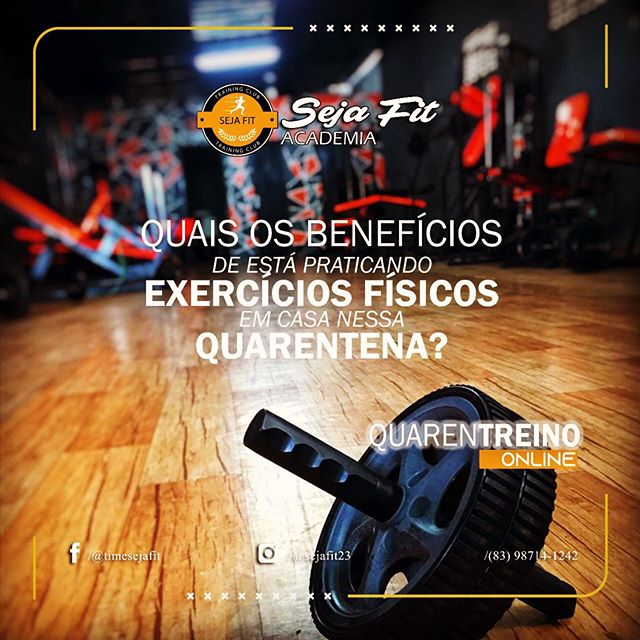 TRAINING CLUB
SEJA FIT
TRAINING CLUB
Seja Fit
ACADEMIA
QUAIS OS BENEFÍCIOS
DE ESTÁ PRATICANDO
EXERCÍCIOS FÍSICOS
EM CASA NESSA
QUARENTENA?
QUARENTREINO
ONLINE
/@timesejafit
/@sejafit23
/(83) 98714-1242